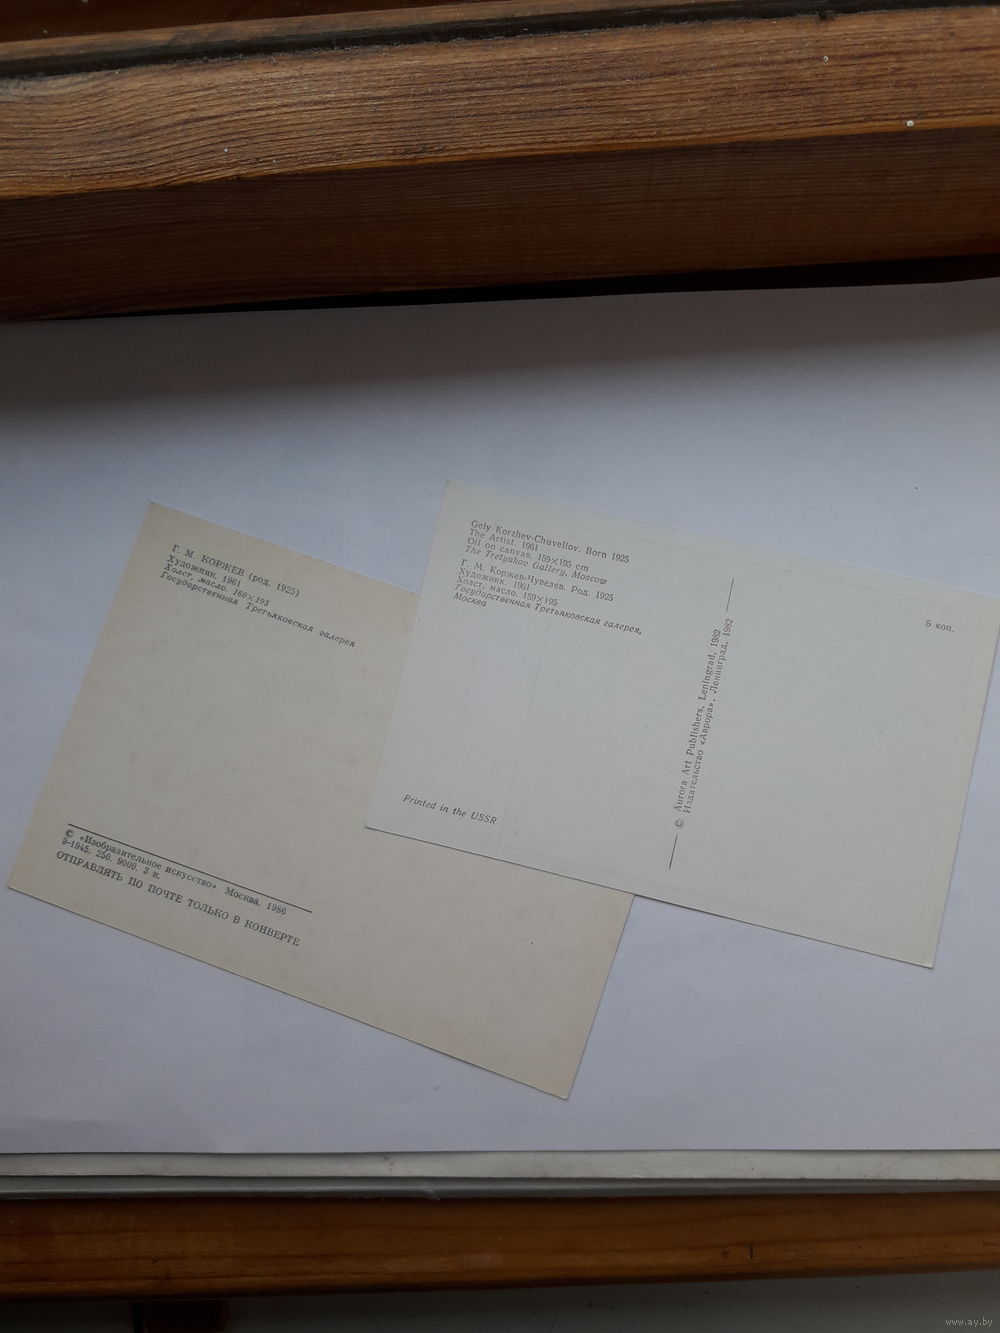 Г. М. КОРЖЕВ (род. 1925)
Художник. 1961
Холст, масло. 160×195
Государственная Третьяковская галерея
© «Изобразительное искусство». Москва. 1986
9-1945. 250. 9000. 3 к.
ОТПРАВЛЯТЬ ПО ПОЧТЕ ТОЛЬКО В КОНВЕРТЕ
Gely Korzhev-Chuveliov. Born 1925
The Artist. 1961
Oil on canvas. 159×195 cm
The Tretyakov Gallery, Moscow
Г. М. Коржев-Чувелев. Род. 1925
Художник. 1961
Холст, масло. 159×195
Государственная Третьяковская галерея,
Москва
Printed in the USSR
© Aurora Art Publishers, Leningrad, 1982
Издательство «Аврора», Ленинград, 1982
5 коп.
www.ay.by